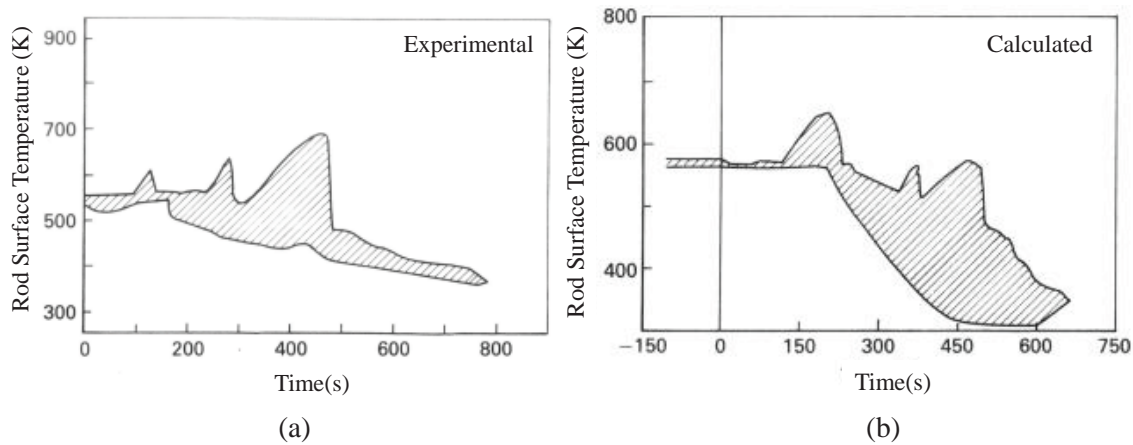 Experimental
Rod Surface Temperature (K)
900
700
500
300
0
200
400
600
800
Time(s)
(a)
Calculated
Rod Surface Temperature (K)
800
600
400
−150
0
150
300
450
600
750
Time(s)
(b)